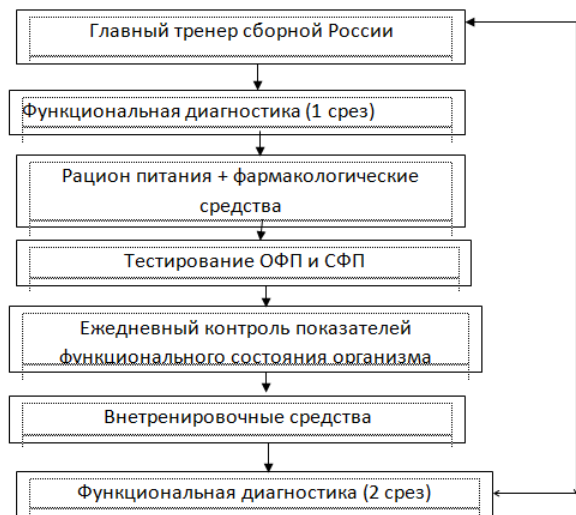 Главный тренер сборной России
Функциональная диагностика (1 срез)
Рацион питания + фармакологические
средства
Тестирование ОФП и СФП
Ежедневный контроль показателей
функционального состояния организма
Внетренировочные средства
Функциональная диагностика (2 срез)